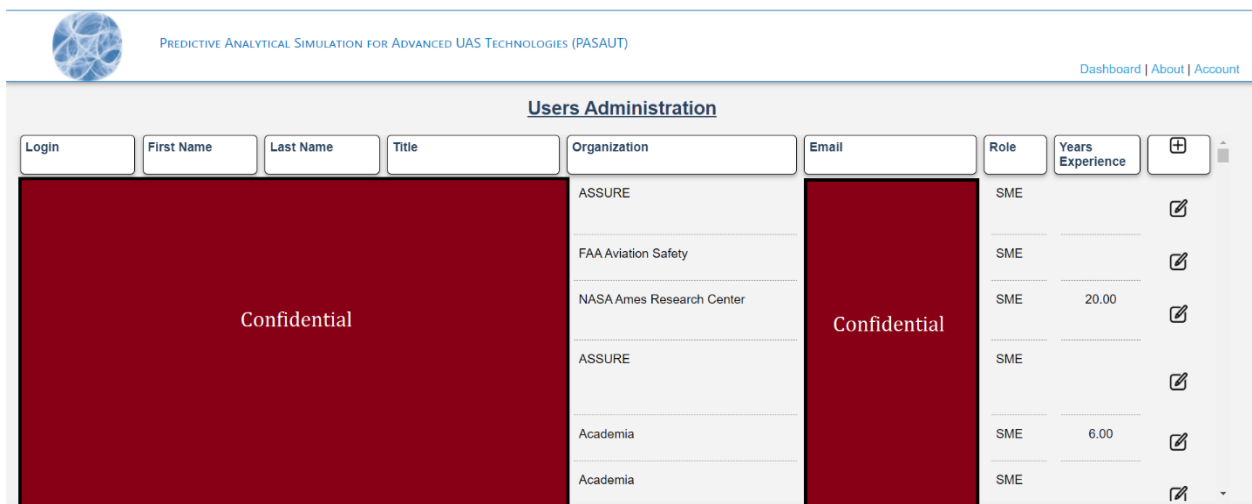 PREDICTIVE ANALYTICAL SIMULATION FOR ADVANCED UAS TECHNOLOGIES (PASAUT)
Dashboard | About | Account
Users Administration
Login First Name Last Name Title Organization Email Role Years Experience
ASSURE SME
FAA Aviation Safety SME
NASA Ames Research Center SME 20.00
Confidential Confidential
ASSURE SME
Academia SME 6.00
Academia SME